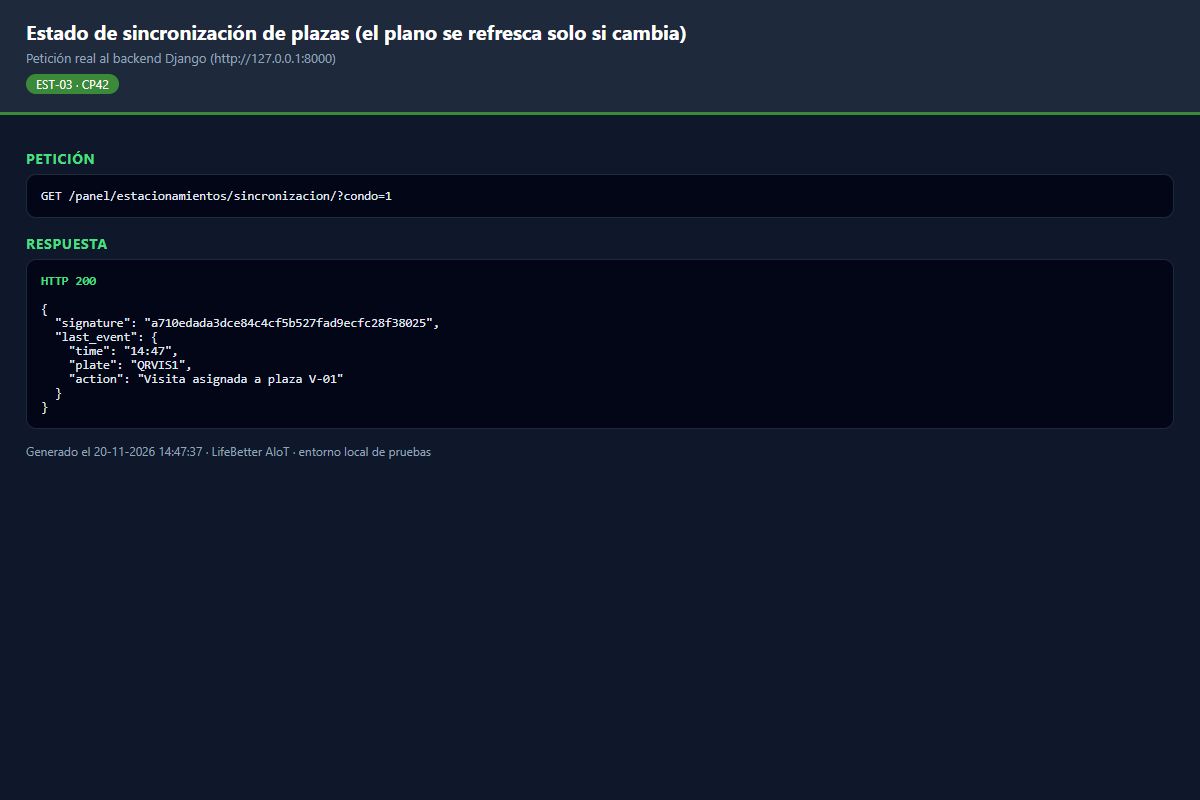 Estado de sincronización de plazas (el plano se refresca solo si cambia)
Petición real al backend Django (http://127.0.0.1:8000)
EST-03 · CP42
PETICIÓN
GET /panel/estacionamientos/sincronizacion/?condo=1
RESPUESTA
HTTP 200
{
  "signature": "a710edada3dce84c4cf5b527fad9ecfc28f38025",
  "last_event": {
    "time": "14:47",
    "plate": "QRVIS1",
    "action": "Visita asignada a plaza V-01"
  }
}
Generado el 20-11-2026 14:47:37 · LifeBetter AIoT · entorno local de pruebas